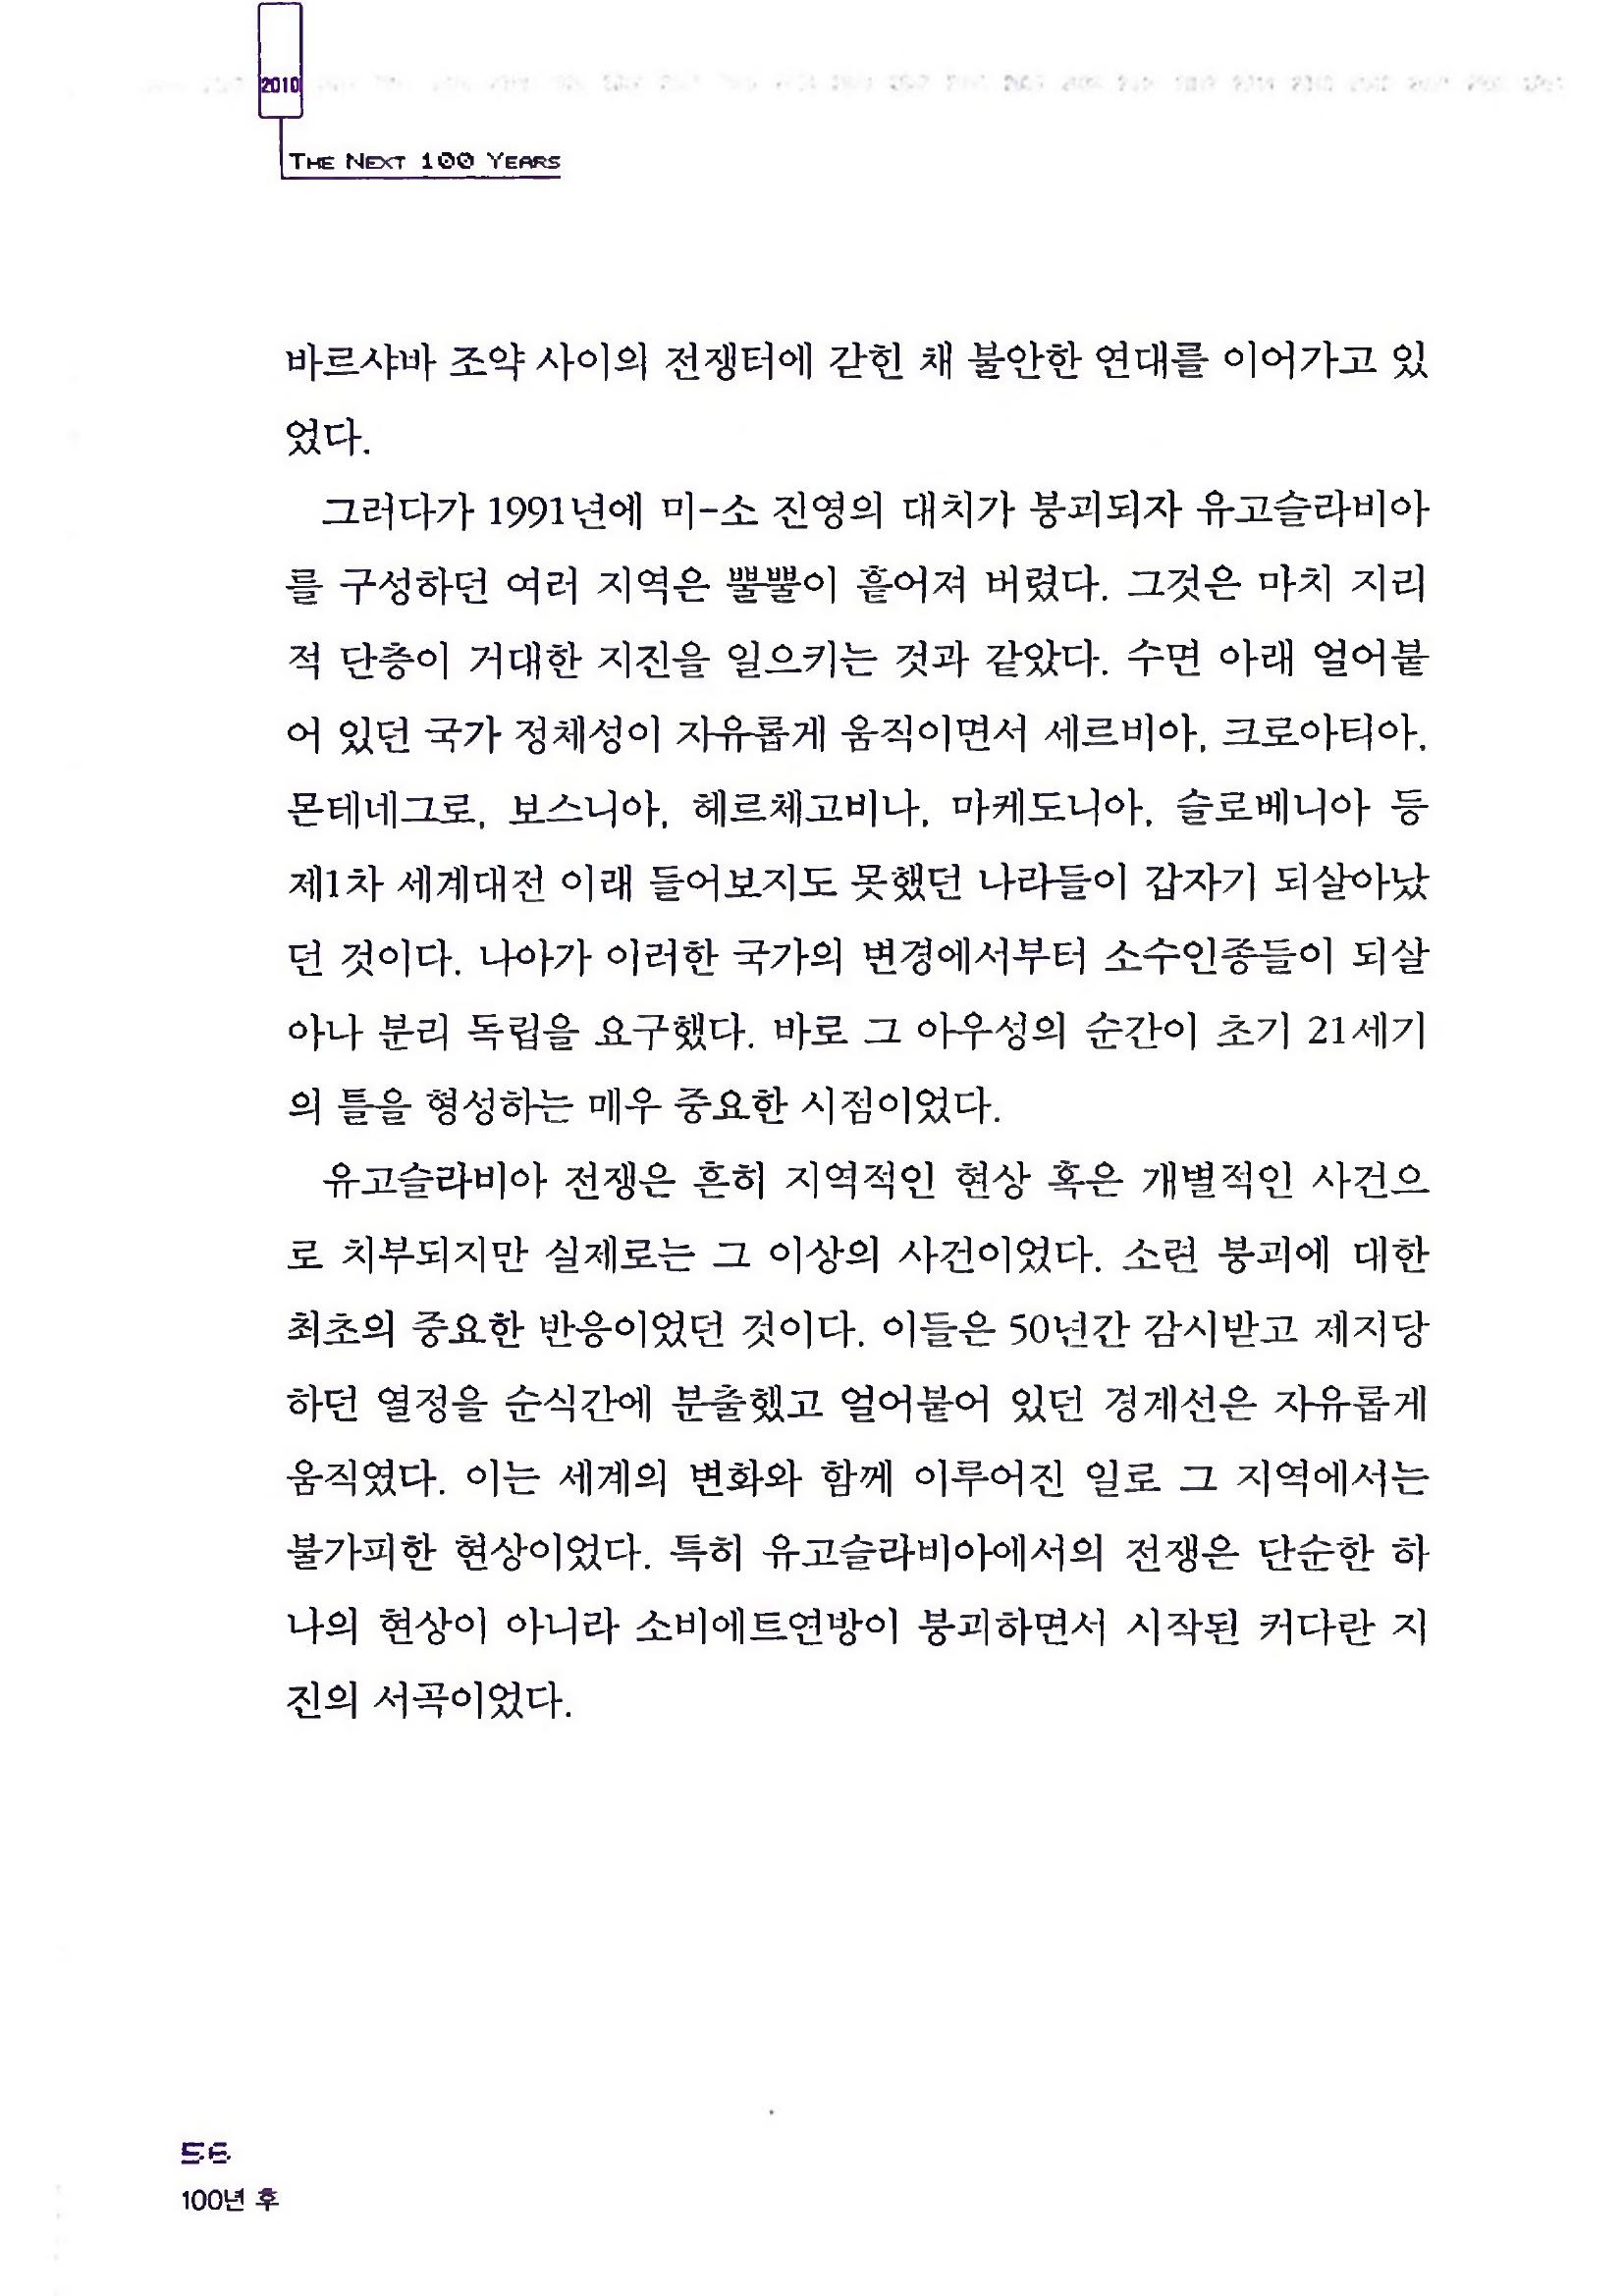 2010
THE NEXT 100 YEARS
바르샤바 조약 사이의 전쟁터에 갇힌 채 불안한 연대를 이어가고 있
었다.
그러다가 1991년에 미-소 진영의 대치가 붕괴되자 유고슬라비아
를 구성하던 여러 지역은 뿔뿔이 흩어져 버렸다. 그것은 마치 지리
적 단층이 거대한 지진을 일으키는 것과 같았다. 수면 아래 얼어붙
어 있던 국가 정체성이 자유롭게 움직이면서 세르비아, 크로아티아,
몬테네그로, 보스니아, 헤르체고비나, 마케도니아, 슬로베니아 등
제1차 세계대전 이래 들어보지도 못했던 나라들이 갑자기 되살아났
던 것이다. 나아가 이러한 국가의 변경에서부터 소수인종들이 되살
아나 분리 독립을 요구했다. 바로 그 아우성의 순간이 초기 21세기
의 틀을 형성하는 매우 중요한 시점이었다.
유고슬라비아 전쟁은 흔히 지역적인 현상 혹은 개별적인 사건으
로 치부되지만 실제로는 그 이상의 사건이었다. 소련 붕괴에 대한
최초의 중요한 반응이었던 것이다. 이들은 50년간 감시받고 제지당
하던 열정을 순식간에 분출했고 얼어붙어 있던 경계선은 자유롭게
움직였다. 이는 세계의 변화와 함께 이루어진 일로 그 지역에서는
불가피한 현상이었다. 특히 유고슬라비아에서의 전쟁은 단순한 하
나의 현상이 아니라 소비에트연방이 붕괴하면서 시작된 커다란 지
진의 서곡이었다.
56
100년 후